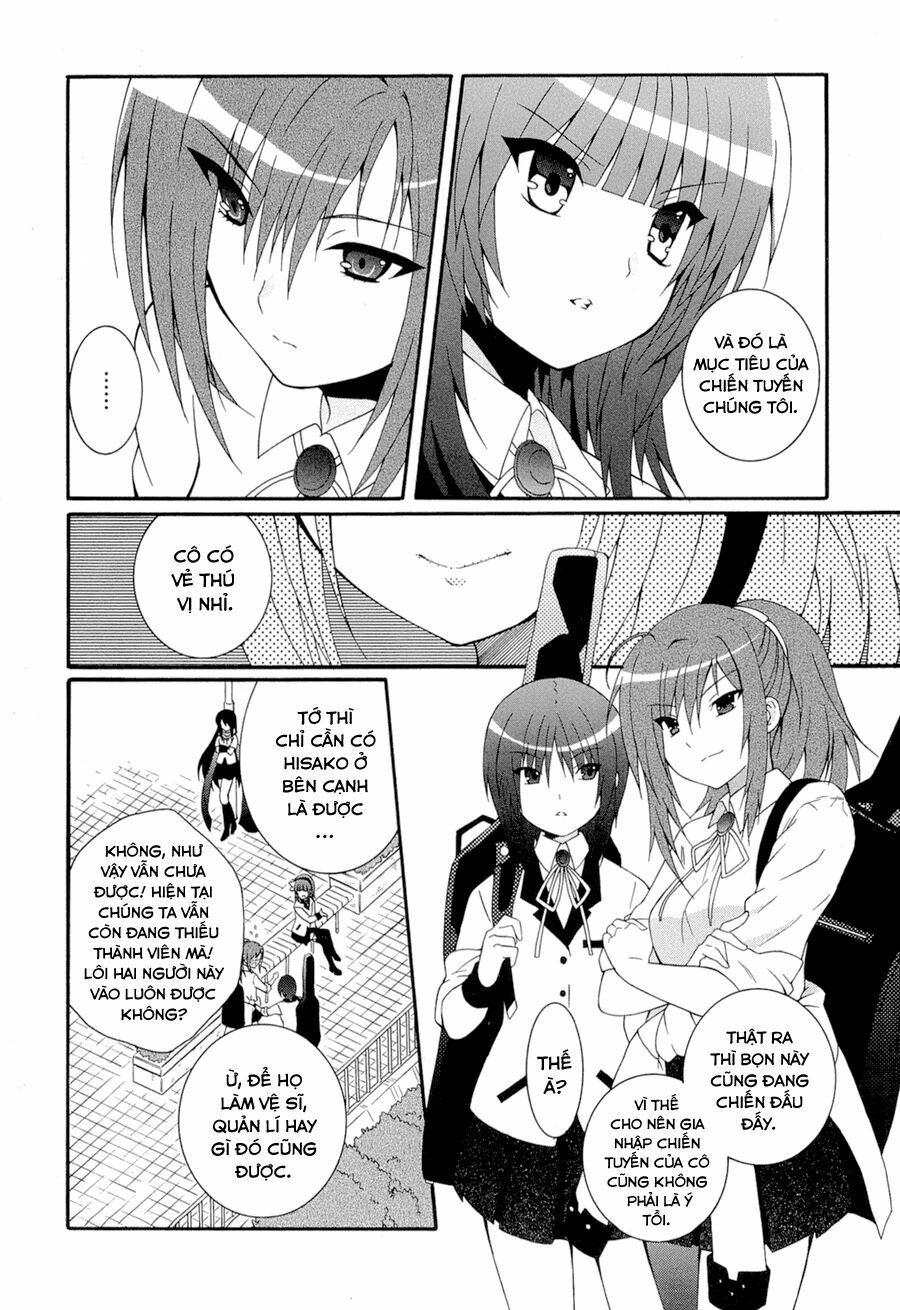 VÀ ĐÓ LÀ
MỤC TIÊU CỦA
CHIẾN TUYẾN
CHÚNG TÔI.
......
CÔ CÓ
VẺ THÚ
VỊ NHỈ.
THẬT RA
THÌ BỌN NÀY
CŨNG ĐANG
CHIẾN ĐẤU
ĐẤY.
VÌ THẾ
CHO NÊN GIA
NHẬP CHIẾN
TUYẾN CỦA CÔ
CŨNG KHÔNG
PHẢI LÀ Ý
TỒI.
THẾ
À?
TỚ THÌ
CHỈ CẦN CÓ
HISAKO Ở
BÊN CẠNH
LÀ ĐƯỢC
...
KHÔNG, NHƯ
VẬY VẪN CHƯA
ĐƯỢC! HIỆN TẠI
CHÚNG TA VẪN
CÒN ĐANG THIẾU
THÀNH VIÊN MÀ!
LÔI HAI NGƯỜI NÀY
VÀO LUÔN ĐƯỢC
KHÔNG?
Ừ, ĐỂ HỌ
LÀM VỆ SĨ,
QUẢN LÍ HAY
GÌ ĐÓ CŨNG
ĐƯỢC.